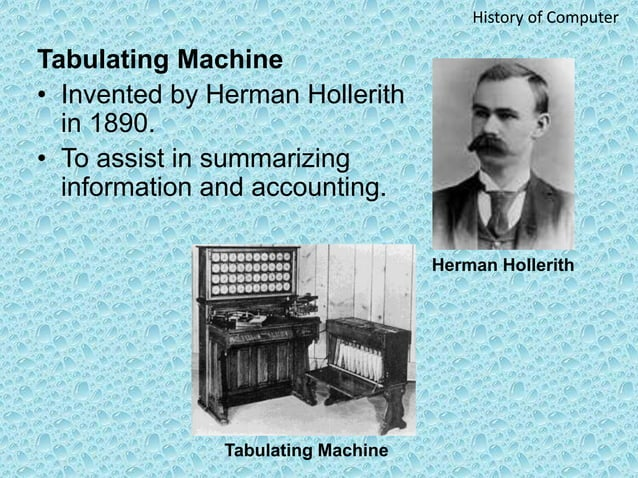 History of Computer
Tabulating Machine
• Invented by Herman Hollerith
in 1890.
• To assist in summarizing
information and accounting.
Herman Hollerith
Tabulating Machine